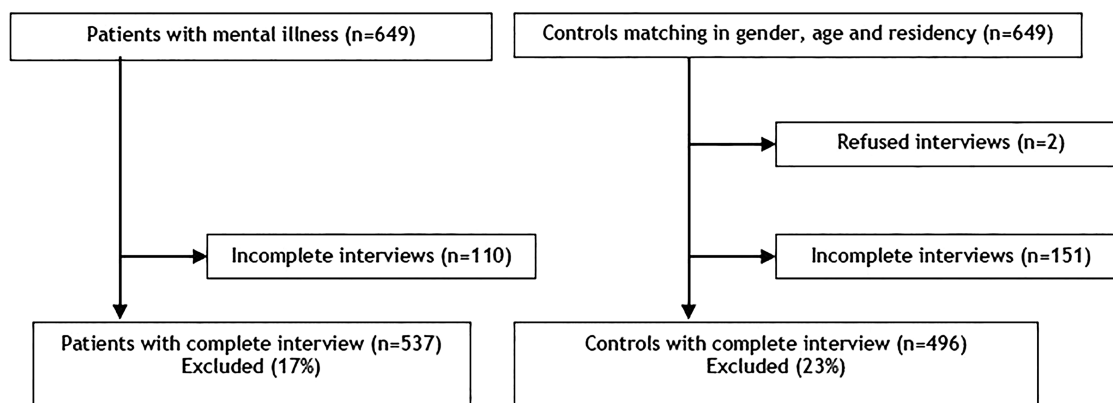 Patients with mental illness (n=649)
Controls matching in gender, age and residency (n=649)
Refused interviews (n=2)
Incomplete interviews (n=110)
Incomplete interviews (n=151)
Patients with complete interview (n=537)
Excluded (17%)
Controls with complete interview (n=496)
Excluded (23%)